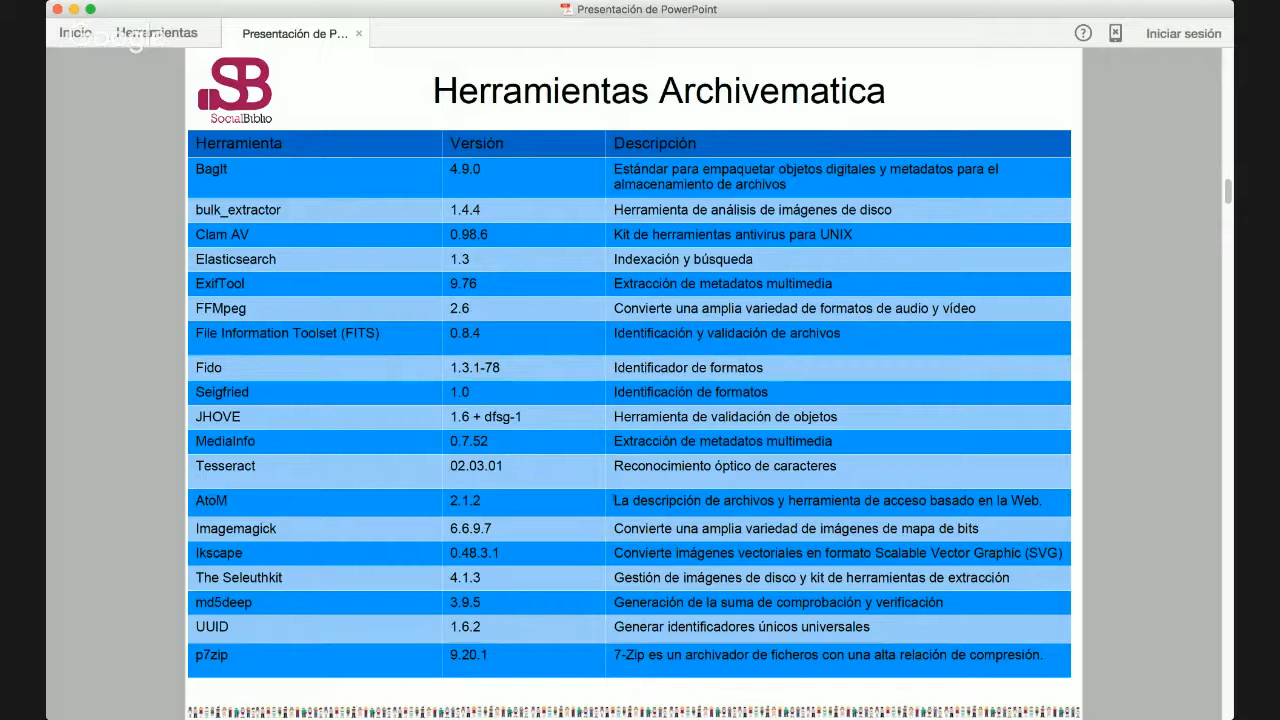 Presentación de PowerPoint
Inicio Herramientas Presentación de P... × ? Iniciar sesión
Google
SB
SocialBiblio
Herramientas Archivematica
Herramienta Versión Descripción
BagIt 4.9.0 Estándar para empaquetar objetos digitales y metadatos para el
almacenamiento de archivos
bulk_extractor 1.4.4 Herramienta de análisis de imágenes de disco
Clam AV 0.98.6 Kit de herramientas antivirus para UNIX
Elasticsearch 1.3 Indexación y búsqueda
ExifTool 9.76 Extracción de metadatos multimedia
FFMpeg 2.6 Convierte una amplia variedad de formatos de audio y vídeo
File Information Toolset (FITS) 0.8.4 Identificación y validación de archivos
Fido 1.3.1-78 Identificador de formatos
Seigfried 1.0 Identificación de formatos
JHOVE 1.6 + dfsg-1 Herramienta de validación de objetos
MediaInfo 0.7.52 Extracción de metadatos multimedia
Tesseract 02.03.01 Reconocimiento óptico de caracteres
AtoM 2.1.2 La descripción de archivos y herramienta de acceso basado en la Web.
Imagemagick 6.6.9.7 Convierte una amplia variedad de imágenes de mapa de bits
Ikscape 0.48.3.1 Convierte imágenes vectoriales en formato Scalable Vector Graphic (SVG)
The Seleuthkit 4.1.3 Gestión de imágenes de disco y kit de herramientas de extracción
md5deep 3.9.5 Generación de la suma de comprobación y verificación
UUID 1.6.2 Generar identificadores únicos universales
p7zip 9.20.1 7-Zip es un archivador de ficheros con una alta relación de compresión.